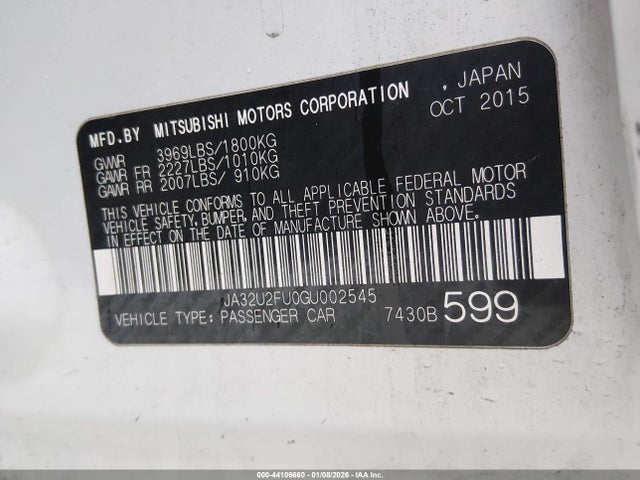 MFD.BY MITSUBISHI MOTORS CORPORATION , JAPAN
OCT 2015
GVWR 3969LBS/1800KG
GAWR FR 2227LBS/1010KG
GAWR RR 2007LBS/ 910KG
THIS VEHICLE CONFORMS TO ALL APPLICABLE FEDERAL MOTOR
VEHICLE SAFETY, BUMPER, AND THEFT PREVENTION STANDARDS
IN EFFECT ON THE DATE OF MANUFACTURE SHOWN ABOVE.
JA32U2FU0GU002545
VEHICLE TYPE: PASSENGER CAR 7430B 599
000-44106660 - 01/08/2026 - IAAI.COM